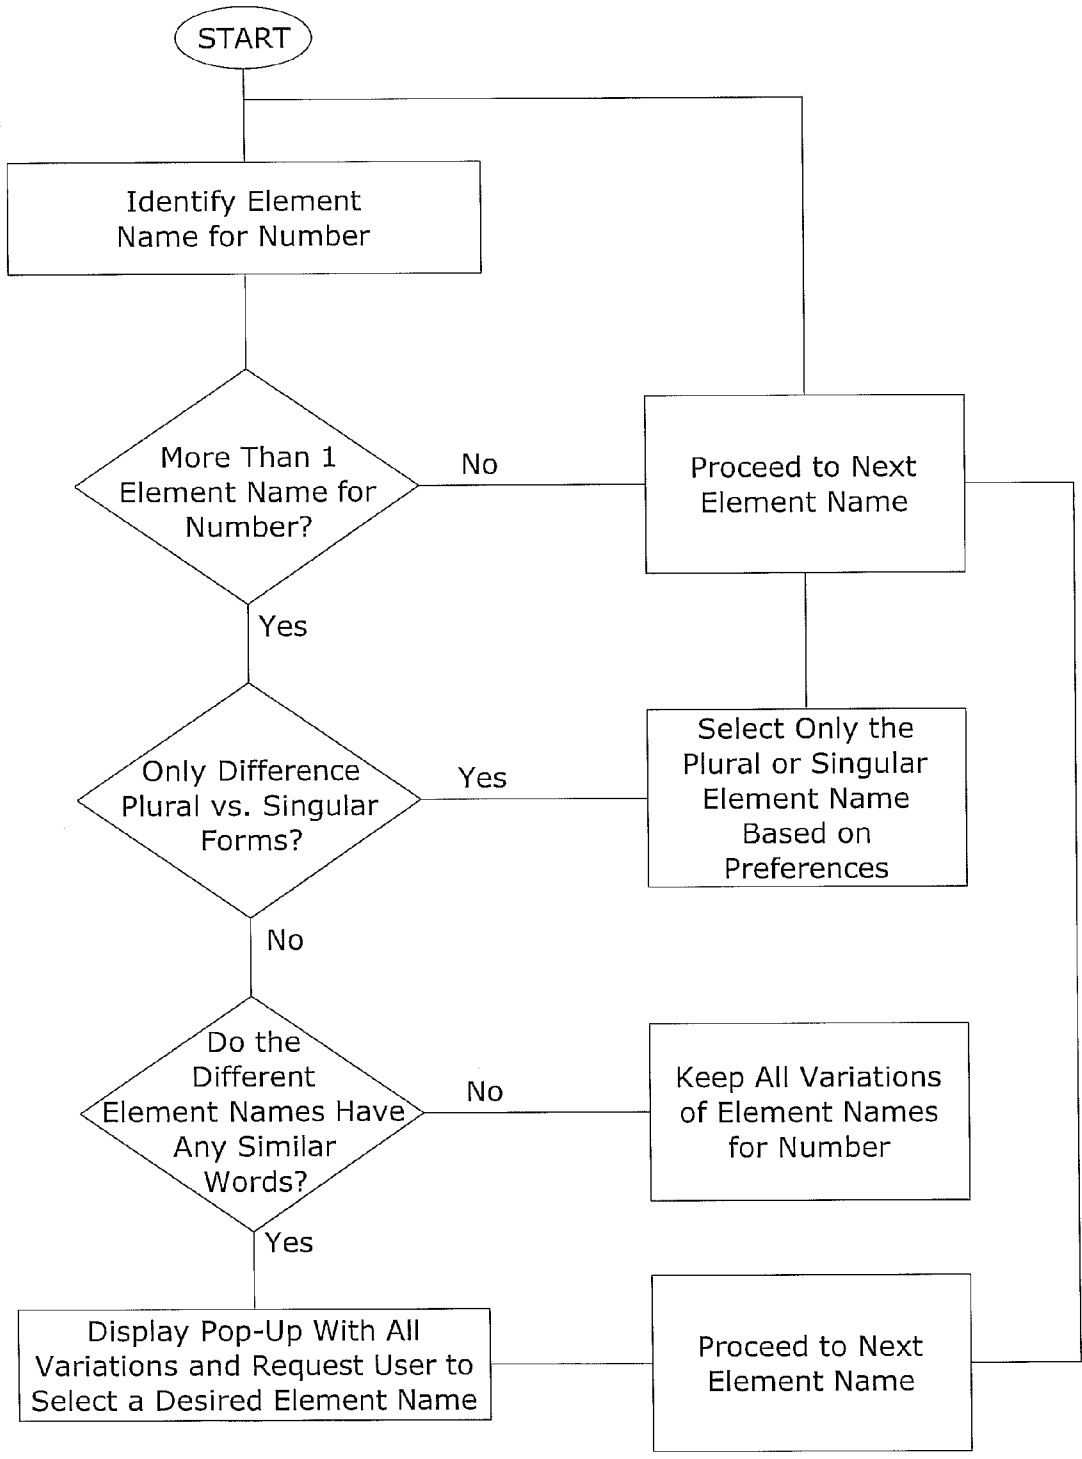 START
Identify Element
Name for Number
More Than 1
Element Name for
Number?
No
Proceed to Next
Element Name
Yes
Only Difference
Plural vs. Singular
Forms?
Yes
Select Only the
Plural or Singular
Element Name
Based on
Preferences
No
Do the
Different
Element Names Have
Any Similar
Words?
No
Keep All Variations
of Element Names
for Number
Yes
Display Pop-Up With All
Variations and Request User to
Select a Desired Element Name
Proceed to Next
Element Name